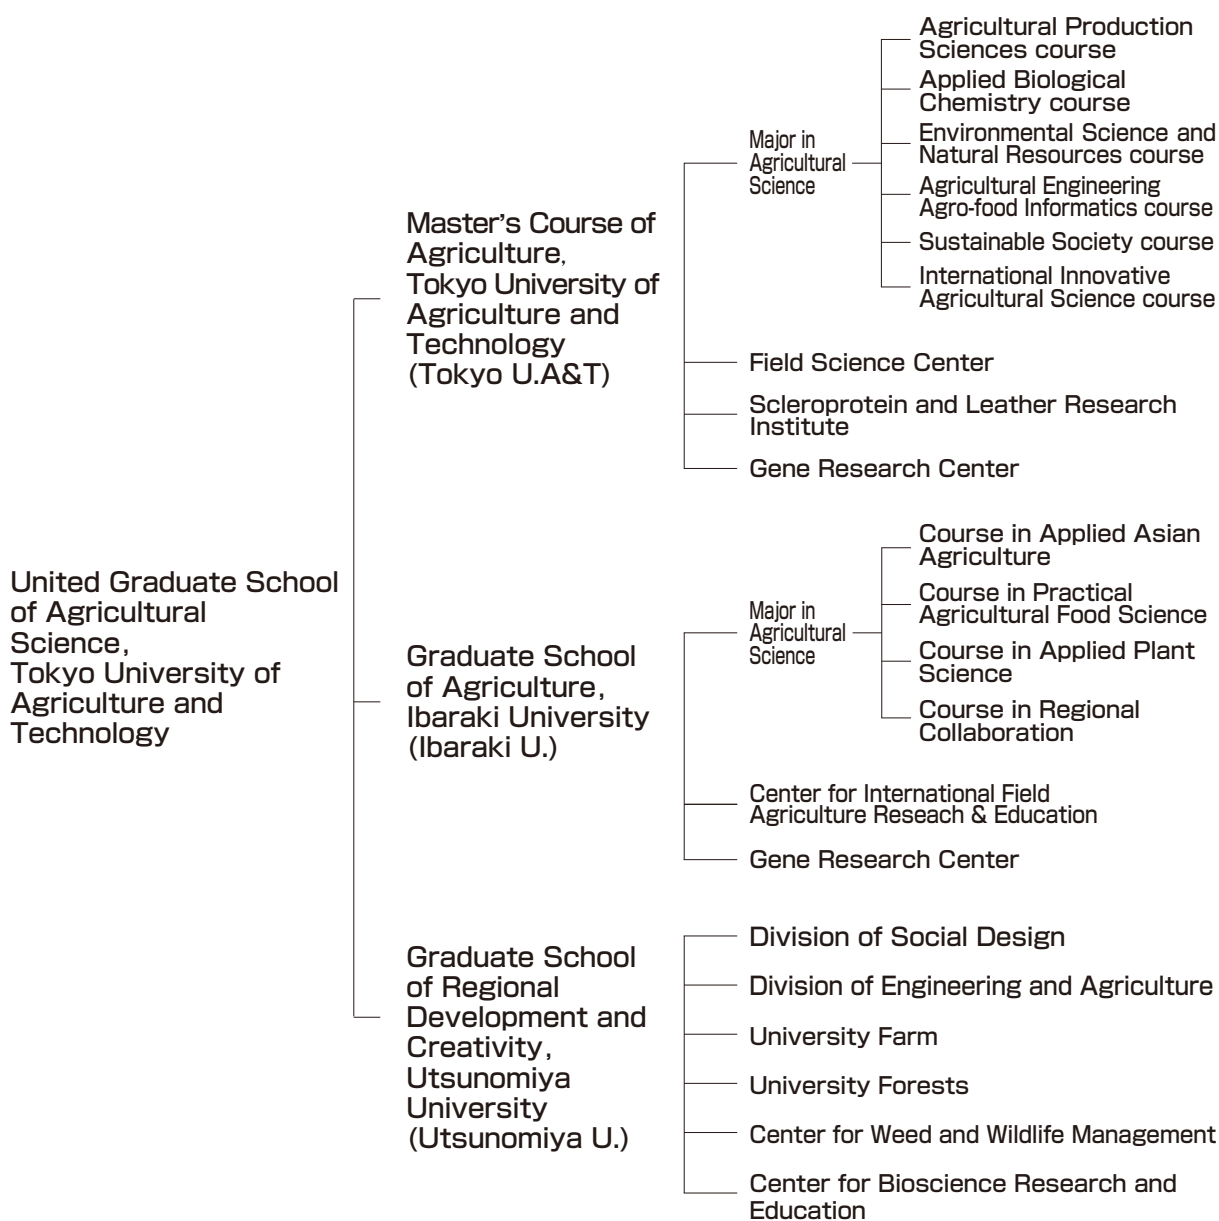 United Graduate School
of Agricultural
Science,
Tokyo University of
Agriculture and
Technology
Master's Course of
Agriculture,
Tokyo University of
Agriculture and
Technology
(Tokyo U.A&T)
Major in
Agricultural
Science
Agricultural Production
Sciences course
Applied Biological
Chemistry course
Environmental Science and
Natural Resources course
Agricultural Engineering
Agro-food Informatics course
Sustainable Society course
International Innovative
Agricultural Science course
Field Science Center
Scleroprotein and Leather Research
Institute
Gene Research Center
Graduate School
of Agriculture,
Ibaraki University
(Ibaraki U.)
Major in
Agricultural
Science
Course in Applied Asian
Agriculture
Course in Practical
Agricultural Food Science
Course in Applied Plant
Science
Course in Regional
Collaboration
Center for International Field
Agriculture Reseach & Education
Gene Research Center
Graduate School
of Regional
Development and
Creativity,
Utsunomiya
University
(Utsunomiya U.)
Division of Social Design
Division of Engineering and Agriculture
University Farm
University Forests
Center for Weed and Wildlife Management
Center for Bioscience Research and
Education